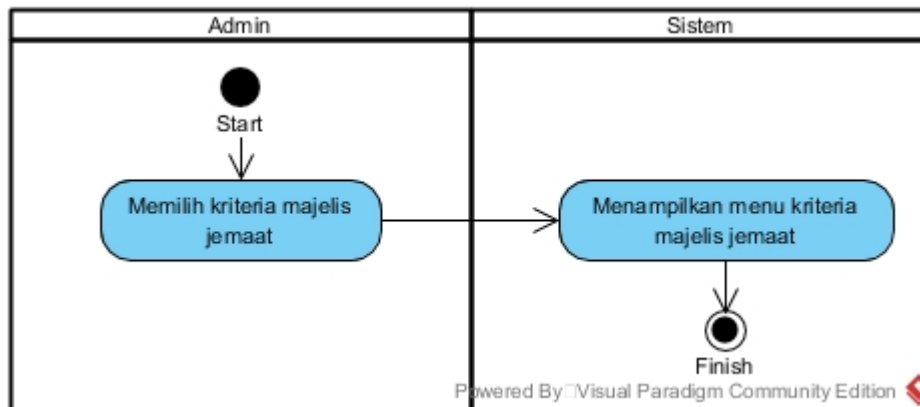 Admin
Sistem
Start
Memilih kriteria majelis
jemaat
Menampilkan menu kriteria
majelis jemaat
Finish
Powered By Visual Paradigm Community Edition